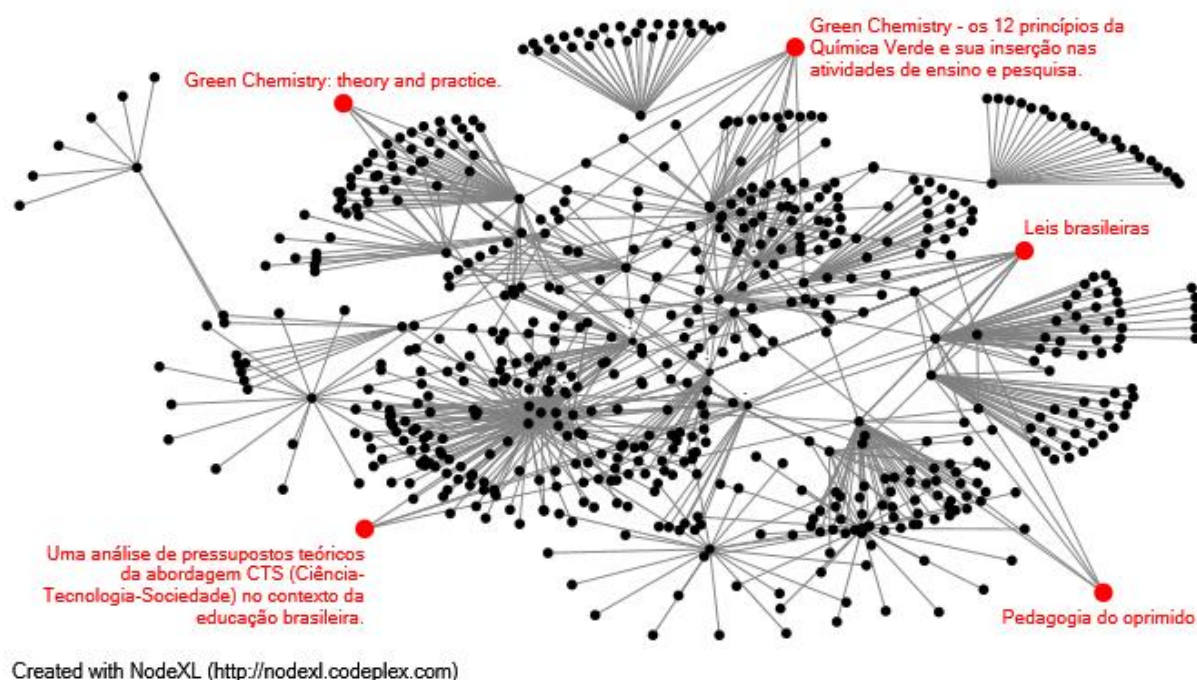 Green Chemistry - os 12 princípios da
Química Verde e sua inserção nas
atividades de ensino e pesquisa.
Green Chemistry: theory and practice.
Leis brasileiras
Uma análise de pressupostos teóricos
da abordagem CTS (Ciência-
Tecnologia-Sociedade) no contexto da
educação brasileira.
Pedagogia do oprimido
Created with NodeXL (http://nodexl.codeplex.com)